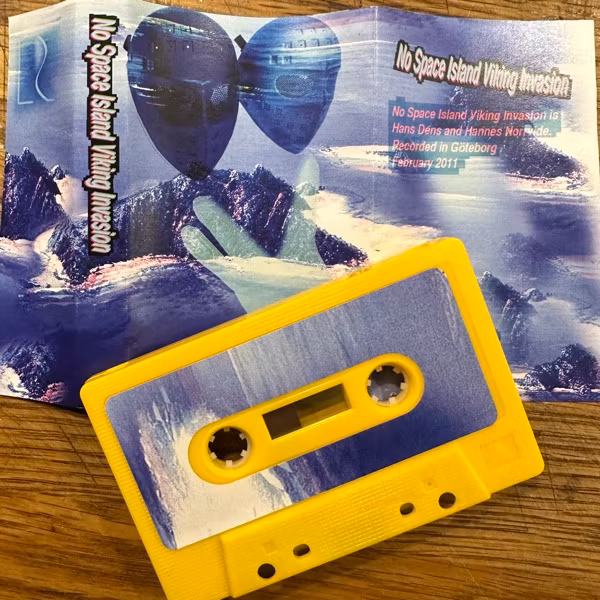 No Space Island Viking Invasion
No Space Island Viking Invasion
No Space Island Viking Invasion is
Hans Dens and Hannes Norrvide.
Recorded in Göteborg
February 2011